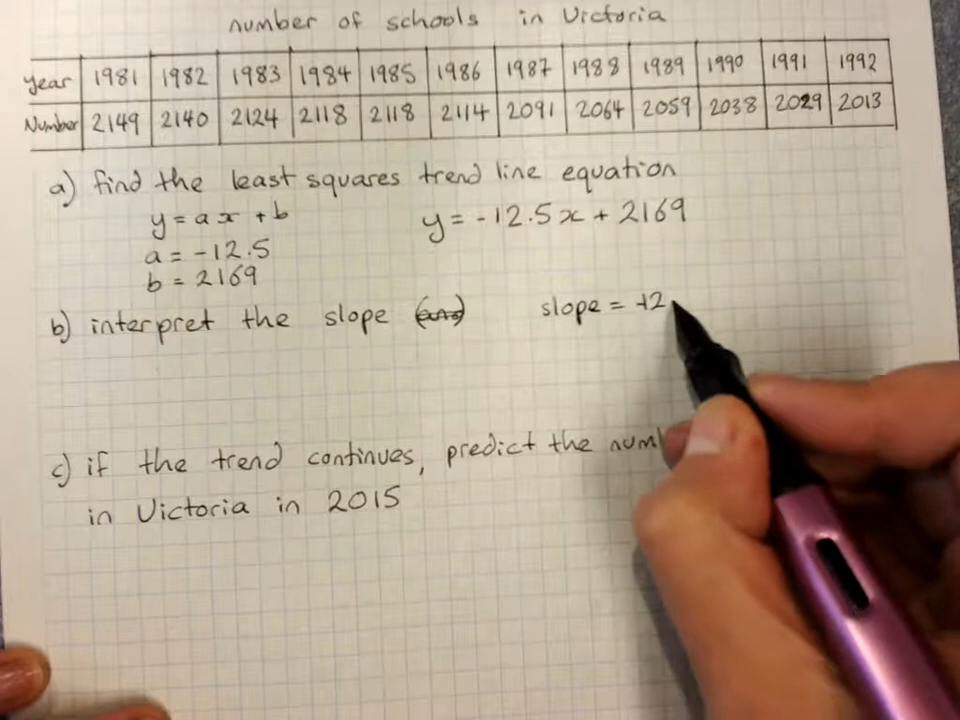 number of schools in Victoria
Year 1981 1982 1983 1984 1985 1986 1987 1988 1989 1990 1991 1992
Number 2149 2140 2124 2118 2118 2114 2091 2064 2059 2038 2029 2013
a) find the least squares trend line equation
y = ax + b
y = -12.5x + 2169
a = -12.5
b = 2169
b) interpret the slope
slope = -12
c) if the trend continues, predict the num
in Victoria in 2015